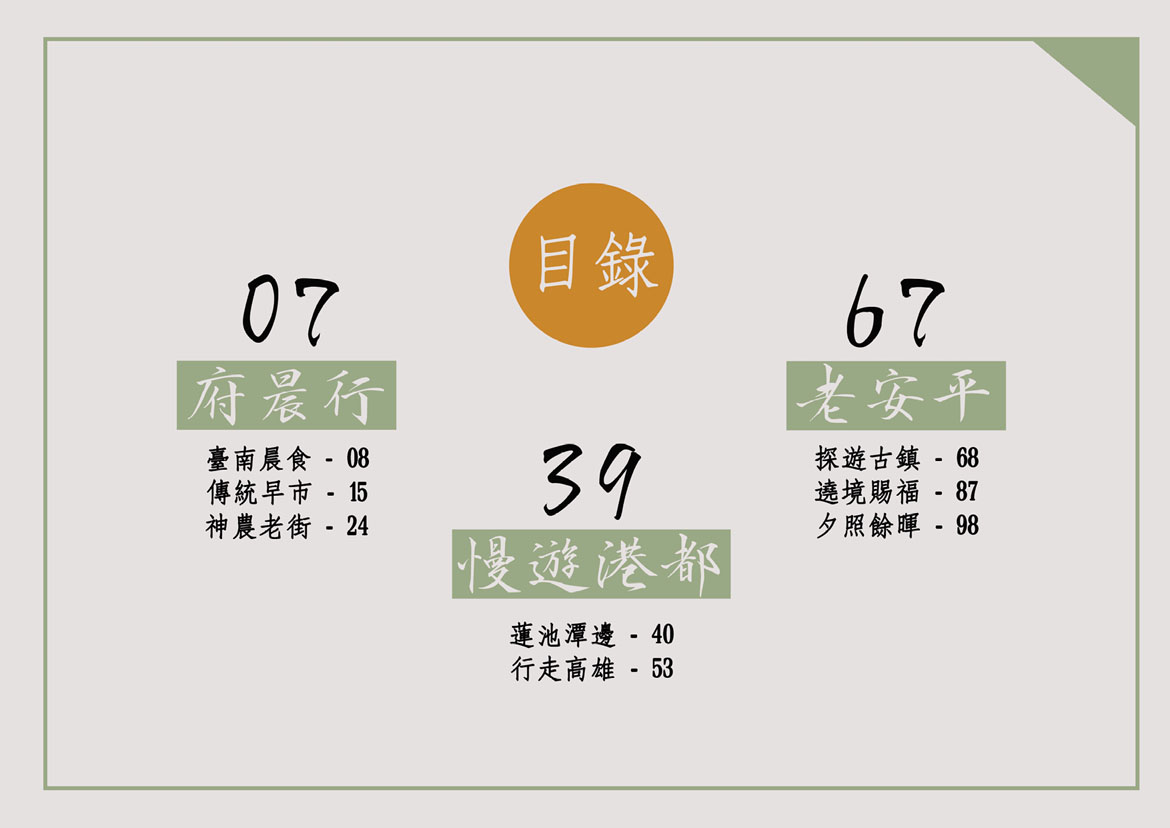 目錄
07
府晨行
臺南晨食 - 08
傳統早市 - 15
神農老街 - 24
39
慢遊港都
蓮池潭邊 - 40
行走高雄 - 53
67
老安平
探遊古鎮 - 68
遶境賜福 - 87
夕照餘暉 - 98